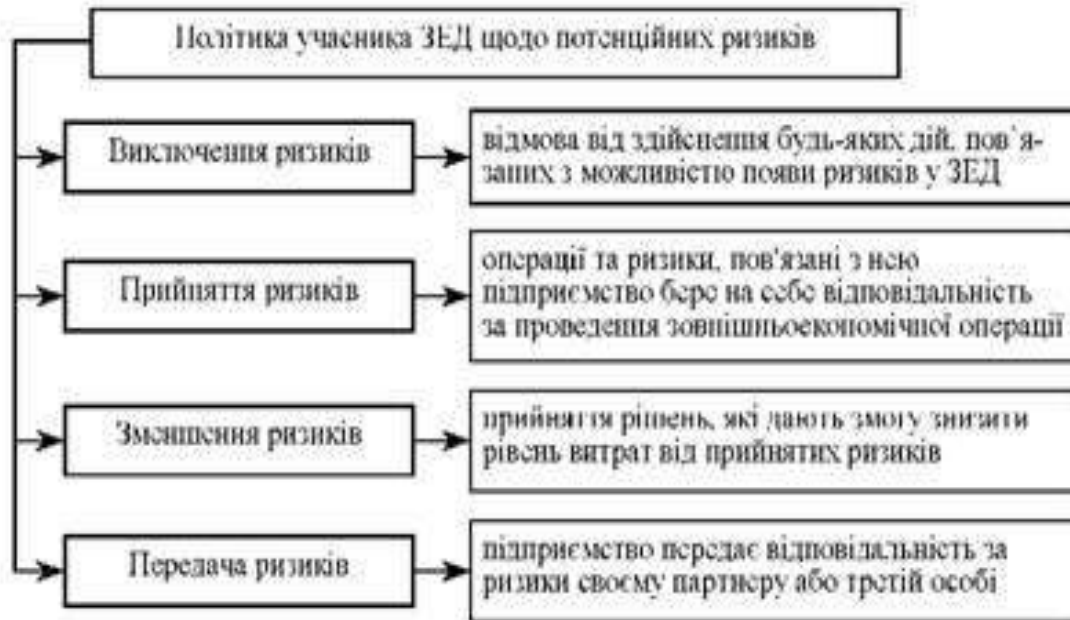 Політика учасника ЗЕД щодо потенційних ризиків
Виключення ризиків
відмова від здійснення будь-яких дій, пов`я-
заних з можливістю появи ризиків у ЗЕД
Прийняття ризиків
операції та ризики, пов'язані з нею
підприємство бере на себе відповідальність
за проведення зовнішньоекономічної операції
Зменшення ризиків
прийняття рішень, які дають змогу знизити
рівень витрат від прийнятих ризиків
Передача ризиків
підприємство передає відповідальність за
ризики своєму партнеру або третій особі